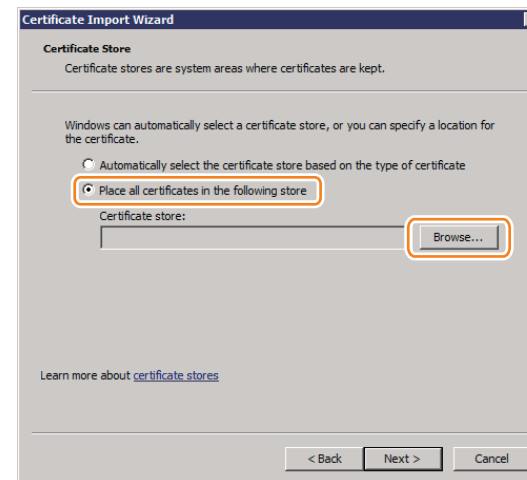 Certificate Import Wizard
Certificate Store
Certificate stores are system areas where certificates are kept.
Windows can automatically select a certificate store, or you can specify a location for
the certificate.
Automatically select the certificate store based on the type of certificate
Place all certificates in the following store
Certificate store:
Browse...
Learn more about certificate stores
< Back Next > Cancel